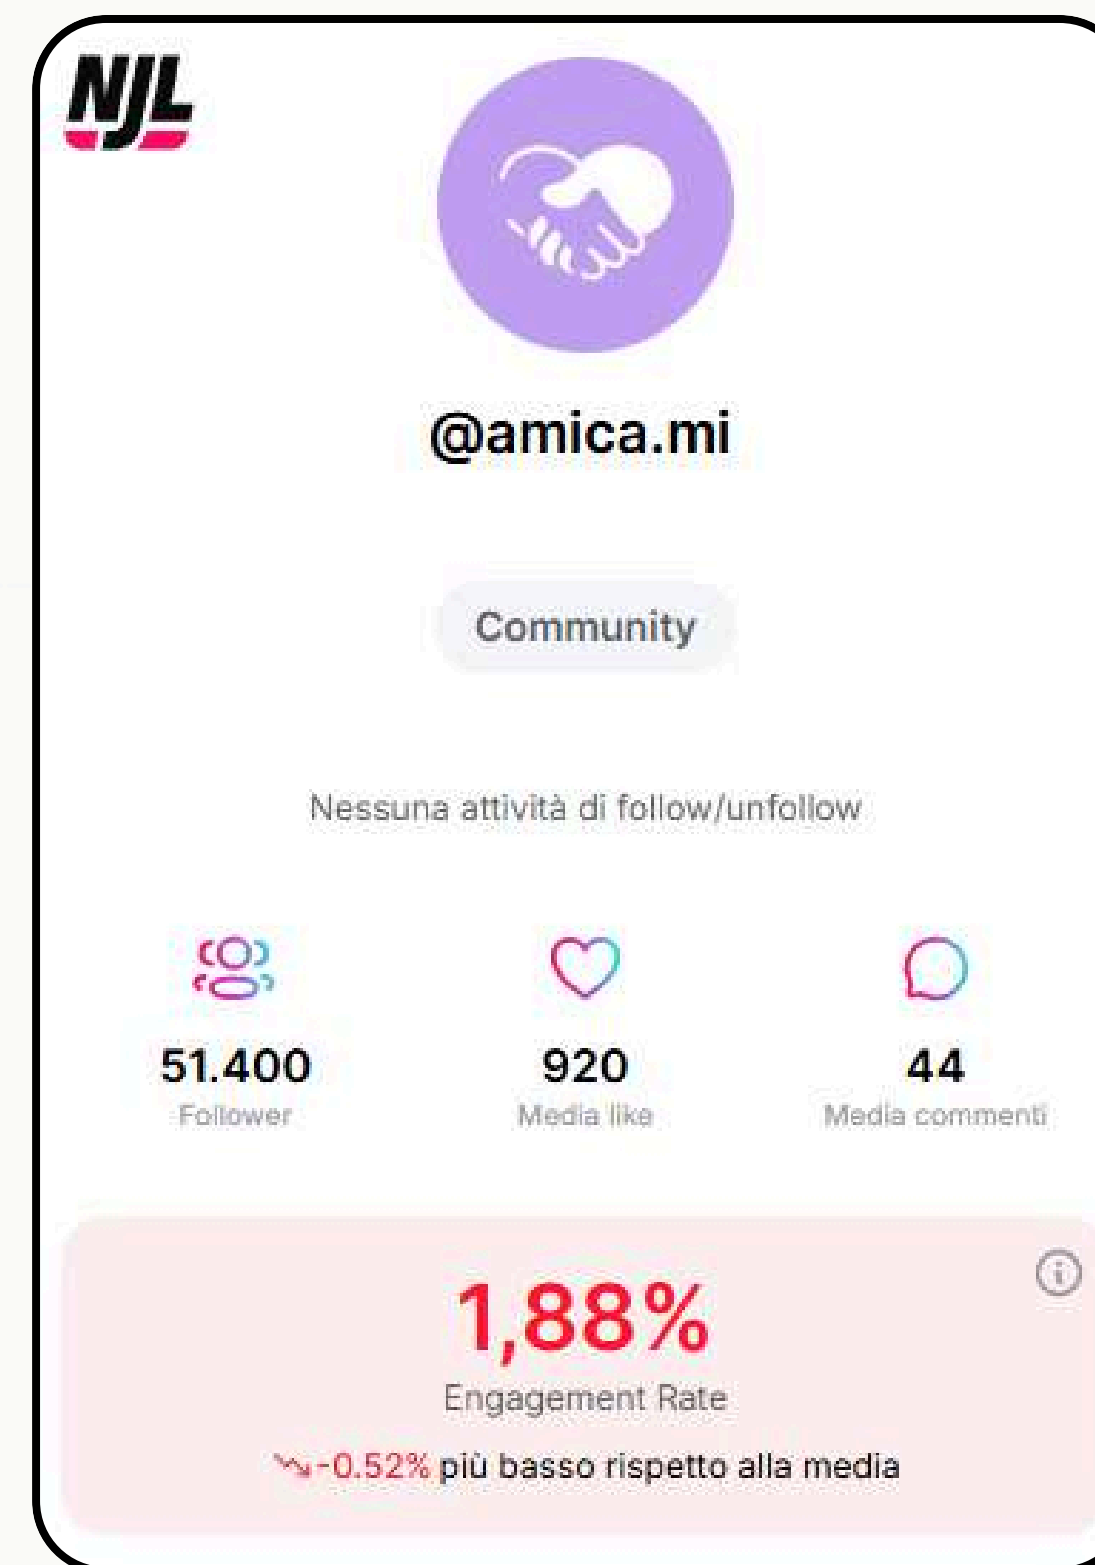 NJL
@amica.mi
Community
Nessuna attività di follow/unfollow
51.400 920 44
Follower Media like Media commenti
1,88%
Engagement Rate
-0.52% più basso rispetto alla media